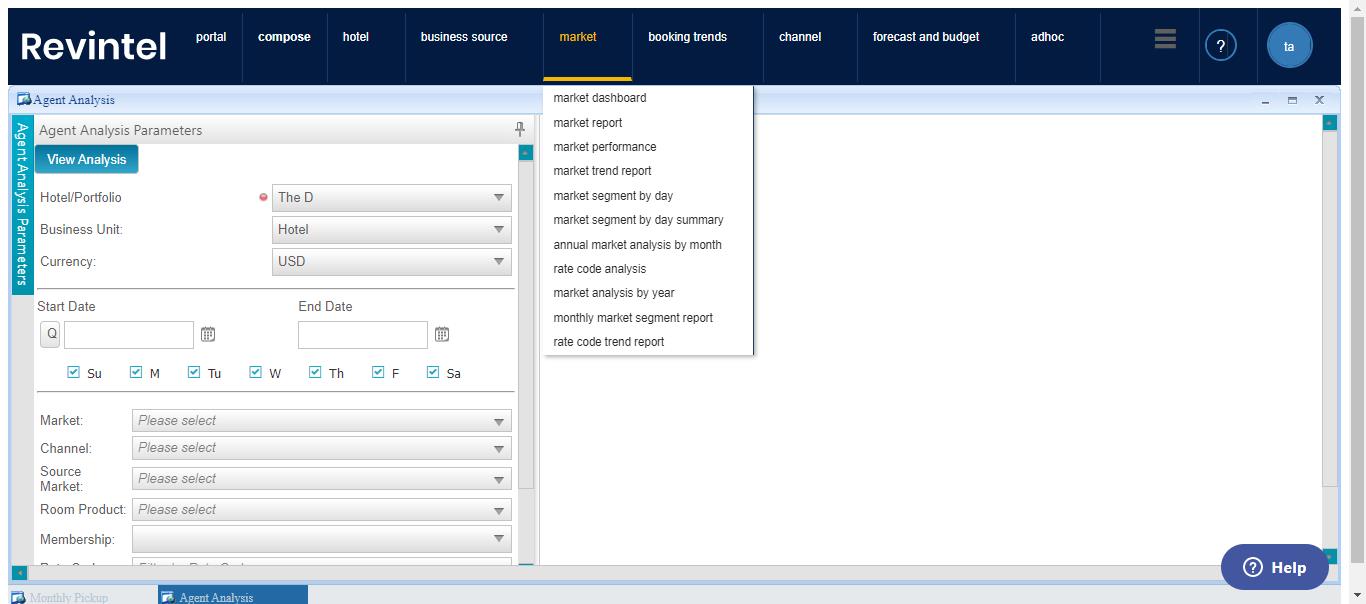 Revintel
portal
compose
hotel
business source
market
booking trends
channel
forecast and budget
adhoc
?
ta
Agent Analysis
market dashboard
market report
market performance
market trend report
market segment by day
market segment by day summary
annual market analysis by month
rate code analysis
market analysis by year
monthly market segment report
rate code trend report
Agent Analysis Parameters
Agent Analysis Parameters
View Analysis
Hotel/Portfolio
The D
Business Unit:
Hotel
Currency:
USD
Start Date
End Date
Q
Su M Tu W Th F Sa
Market:
Please select
Channel:
Please select
Source
Market:
Please select
Room Product:
Please select
Membership:
? Help
Monthly Pickup
Agent Analysis